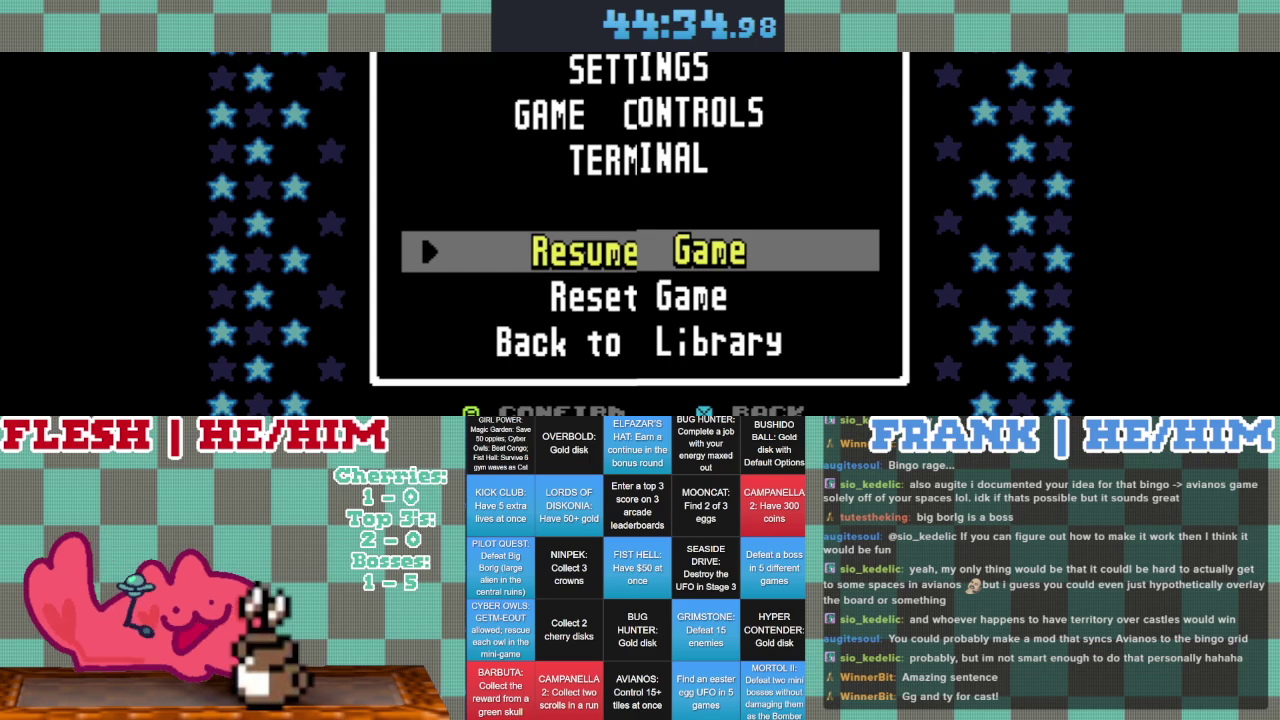 44:34.98
SETTINGS
GAME CONTROLS
TERMINAL
Resume Game
Reset Game
Back to Library
CONFIRM BACK
FLESH | HE/HIM
Cherries:
1 - 0
Top 3's:
2 - 0
Bosses:
1 - 5
GIRL POWER:
Magic Garden: Save
50 oppies; Cyber
Owls: Beat Congo;
Fist Hell: Survive 6
gym waves as Cat
OVERBOLD:
Gold disk
ELFAZAR'S
HAT: Earn a
continue in the
bonus round
BUG HUNTER:
Complete a job
with your
energy maxed
out
BUSHIDO
BALL: Gold
disk with
Default Options
KICK CLUB:
Have 5 extra
lives at once
LORDS OF
DISKONIA:
Have 50+ gold
Enter a top 3
score on 3
arcade
leaderboards
MOONCAT:
Find 2 of 3
eggs
CAMPANELLA
2: Have 300
coins
PILOT QUEST:
Defeat Big
Borig (large
alien in the
central ruins)
NINPEK:
Collect 3
crowns
FIST HELL:
Have $50 at
once
SEASIDE
DRIVE:
Destroy the
UFO in Stage 3
Defeat a boss
in 5 different
games
CYBER OWLS:
GETM-EOUT
allowed; rescue
each owl in the
mini-game
Collect 2
cherry disks
BUG
HUNTER:
Gold disk
GRIMSTONE:
Defeat 15
enemies
HYPER
CONTENDER:
Gold disk
BARBUTA:
Collect the
reward from a
green skull
CAMPANELLA
2: Collect two
scrolls in a run
AVIANOS:
Control 15+
tiles at once
Find an easter
egg UFO in 5
games
MORTOL II:
Defeat two mini
bosses without
damaging them
as the Bomber
FRANK | HE/HIM
augitesoul: Bingo rage...
sio_kedelic: also augite i documented your idea for that bingo -> avianos game
solely off of your spaces lol. idk if thats possible but it sounds great
tutestheking: big borlg is a boss
augitesoul: @sio_kedelic If you can figure out how to make it work then I think it
would be fun
sio_kedelic: yeah, my only thing would be that it couldl be hard to actually get
to some spaces in avianos but i guess you could even just hypothetically overlay
the board or something
sio_kedelic: and whoever happens to have territory over castles would win
augitesoul: You could probably make a mod that syncs Avianos to the bingo grid
sio_kedelic: probably, but im not smart enough to do that personally hahaha
WinnerBit: Amazing sentence
WinnerBit: Gg and ty for cast!